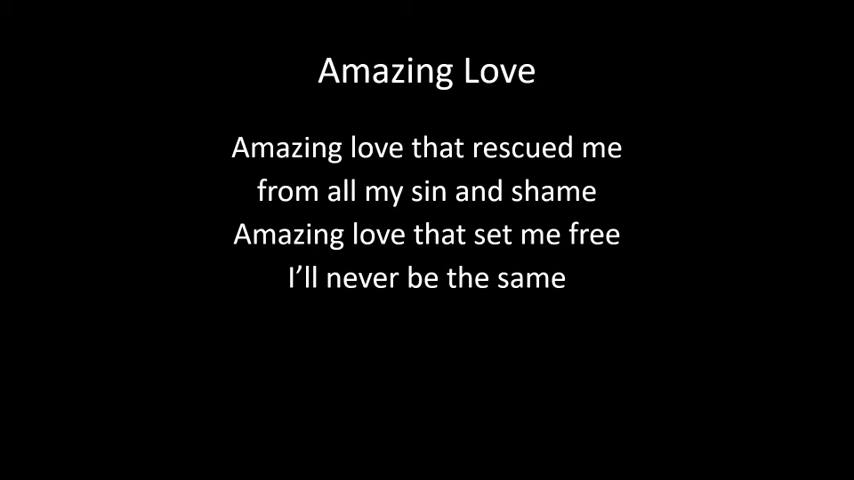 Amazing Love
Amazing love that rescued me
from all my sin and shame
Amazing love that set me free
I’ll never be the same